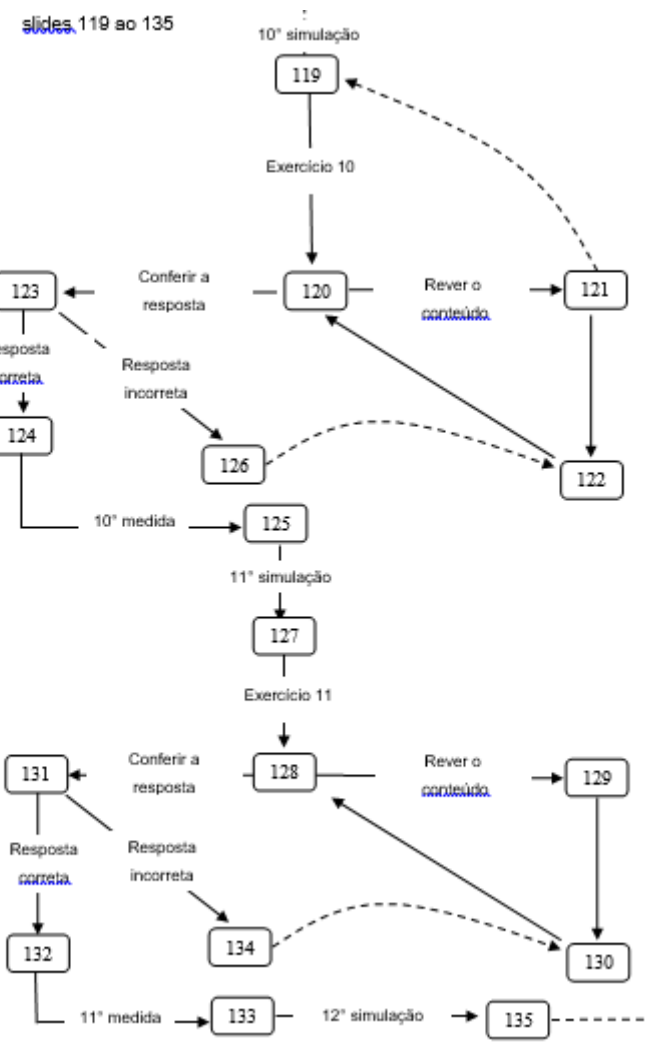 slides 119 ao 135
10° simulação
119
Exercício 10
123
Conferir a
resposta
120
Rever o
conteúdo
121
esposta
orreta
Resposta
incorreta
124
126
122
10° medida
125
11° simulação
127
Exercício 11
131
Conferir a
resposta
128
Rever o
conteúdo
129
Resposta
correta
Resposta
incorreta
132
134
130
11° medida
133
12° simulação
135